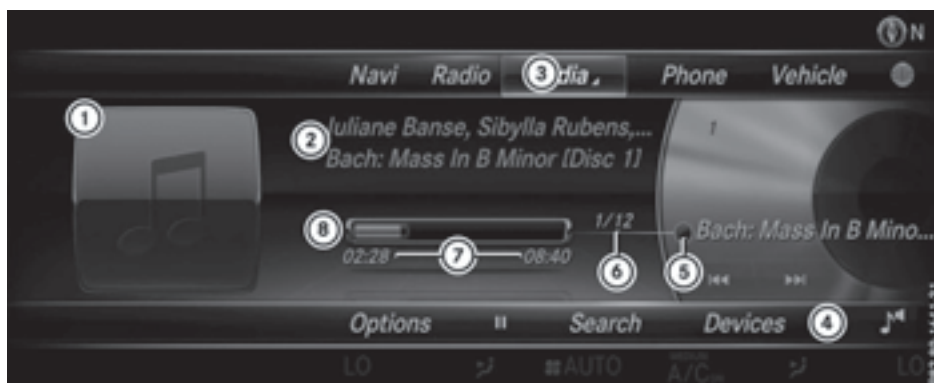 N
Navi Radio 3 dia Phone Vehicle
1
2 Juliane Banse, Sibylla Rubens,... 1
Bach: Mass In B Minor [Disc 1]
8 1/12 Bach: Mass In B Mino...
02:28 7 08:40 6 5
Options Search Devices 4
LO AUTO A/C LO